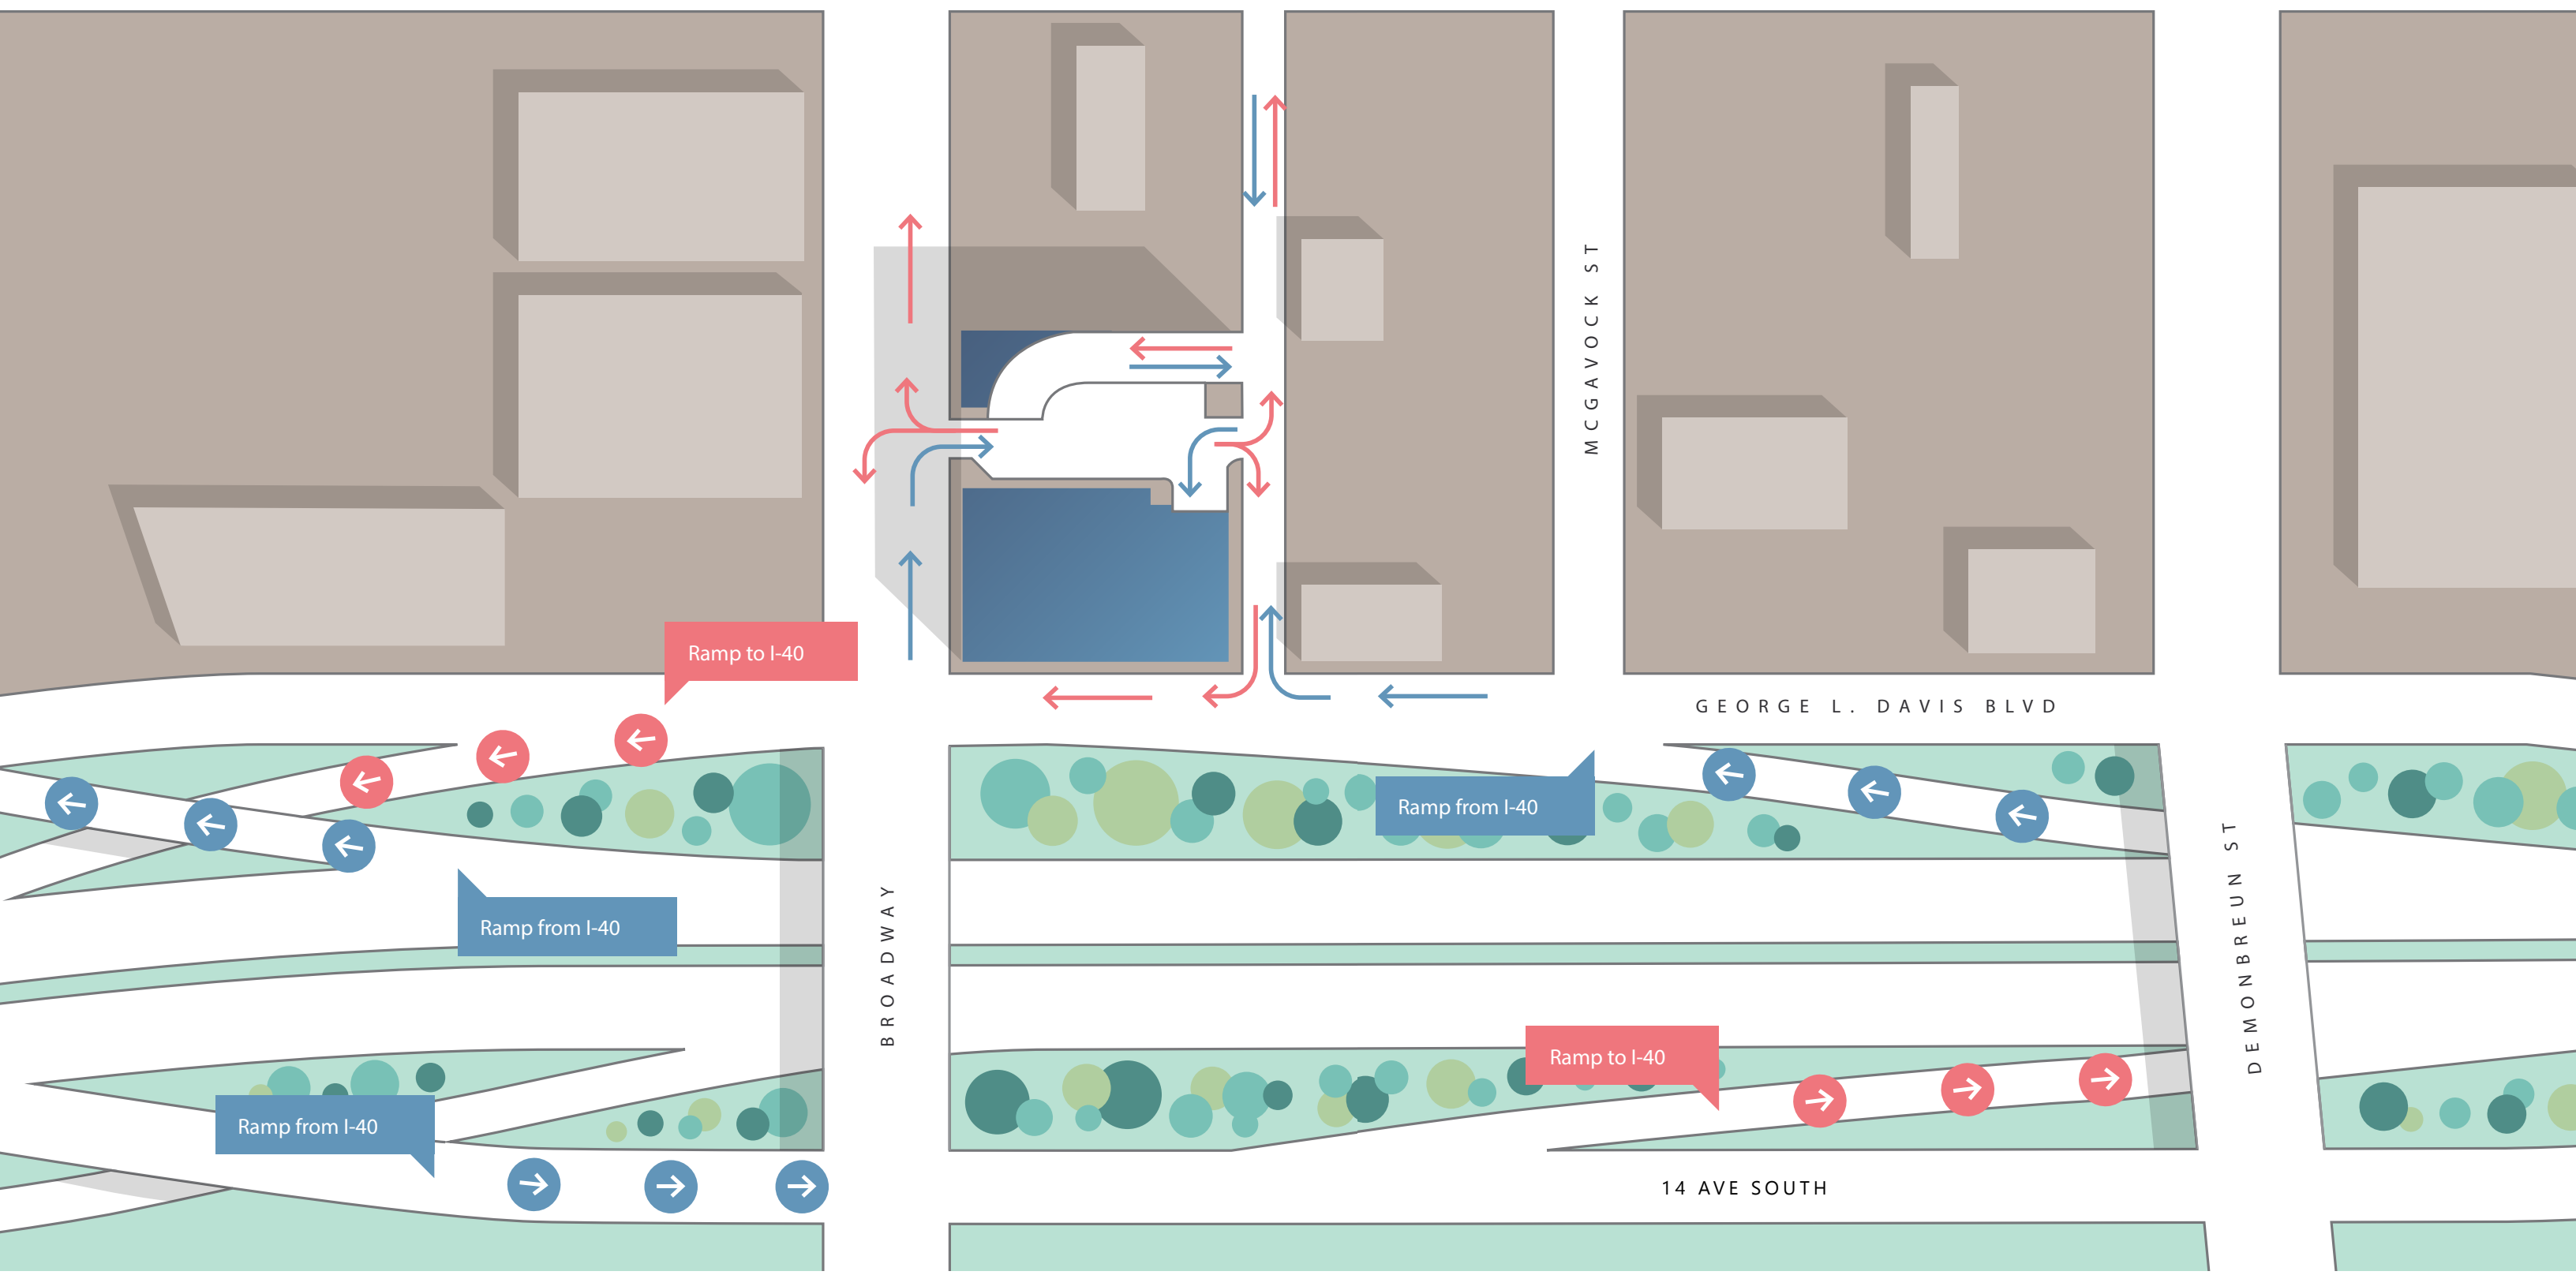 MCGAVOCK ST
Ramp to I-40
GEORGE L. DAVIS BLVD
Ramp from I-40
Ramp from I-40
BROADWAY
DEMONBREUN ST
Ramp to I-40
Ramp from I-40
14 AVE SOUTH